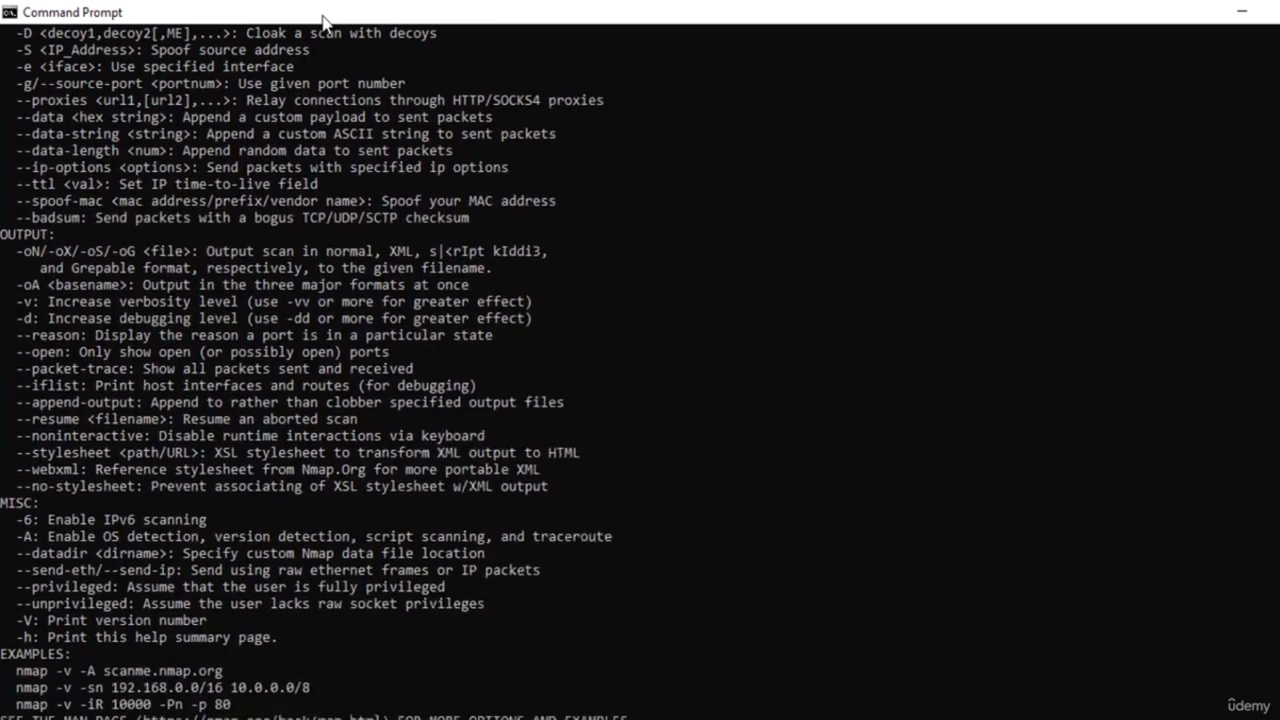 Command Prompt
-D <decoy1,decoy2[,ME],...>: Cloak a scan with decoys
-S <IP_Address>: Spoof source address
-e <iface>: Use specified interface
-g/--source-port <portnum>: Use given port number
--proxies <url1,[url2],...>: Relay connections through HTTP/SOCKS4 proxies
--data <hex string>: Append a custom payload to sent packets
--data-string <string>: Append a custom ASCII string to sent packets
--data-length <num>: Append random data to sent packets
--ip-options <options>: Send packets with specified ip options
--ttl <val>: Set IP time-to-live field
--spoof-mac <mac address/prefix/vendor name>: Spoof your MAC address
--badsum: Send packets with a bogus TCP/UDP/SCTP checksum
OUTPUT:
-oN/-oX/-oS/-oG <file>: Output scan in normal, XML, s|<rIpt kIddi3,
and Grepable format, respectively, to the given filename.
-oA <basename>: Output in the three major formats at once
-v: Increase verbosity level (use -vv or more for greater effect)
-d: Increase debugging level (use -dd or more for greater effect)
--reason: Display the reason a port is in a particular state
--open: Only show open (or possibly open) ports
--packet-trace: Show all packets sent and received
--iflist: Print host interfaces and routes (for debugging)
--append-output: Append to rather than clobber specified output files
--resume <filename>: Resume an aborted scan
--noninteractive: Disable runtime interactions via keyboard
--stylesheet <path/URL>: XSL stylesheet to transform XML output to HTML
--webxml: Reference stylesheet from Nmap.Org for more portable XML
--no-stylesheet: Prevent associating of XSL stylesheet w/XML output
MISC:
-6: Enable IPv6 scanning
-A: Enable OS detection, version detection, script scanning, and traceroute
--datadir <dirname>: Specify custom Nmap data file location
--send-eth/--send-ip: Send using raw ethernet frames or IP packets
--privileged: Assume that the user is fully privileged
--unprivileged: Assume the user lacks raw socket privileges
-V: Print version number
-h: Print this help summary page.
EXAMPLES:
nmap -v -A scanme.nmap.org
nmap -v -sn 192.168.0.0/16 10.0.0.0/8
nmap -v -iR 10000 -Pn -p 80
SEE THE MAN PAGE (https://nmap.org/book/man.html) FOR MORE OPTIONS AND EXAMPLES
udemy